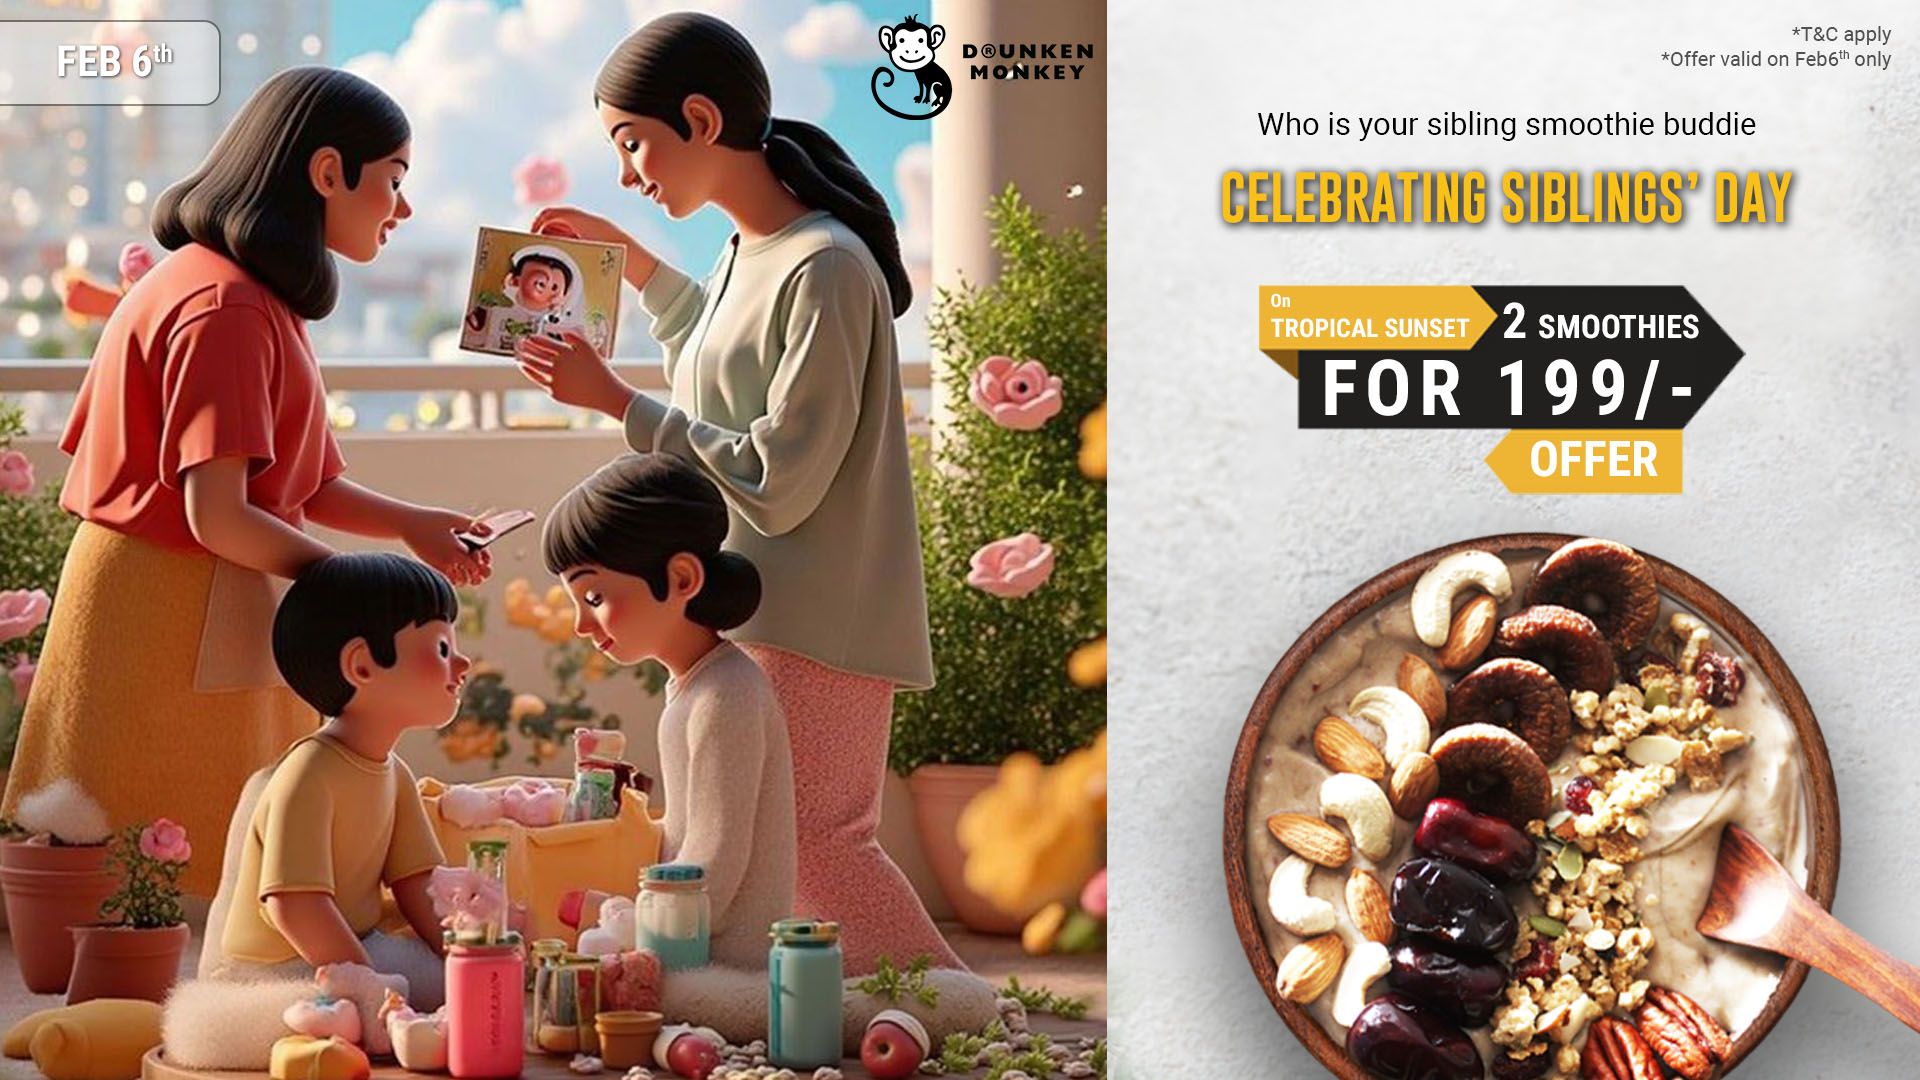 FEB 6th
DRUNKEN
MONKEY
*T&C apply
*Offer valid on Feb6th only
Who is your sibling smoothie buddie
CELEBRATING SIBLINGS' DAY
On
TROPICAL SUNSET
2 SMOOTHIES
FOR 199/-
OFFER